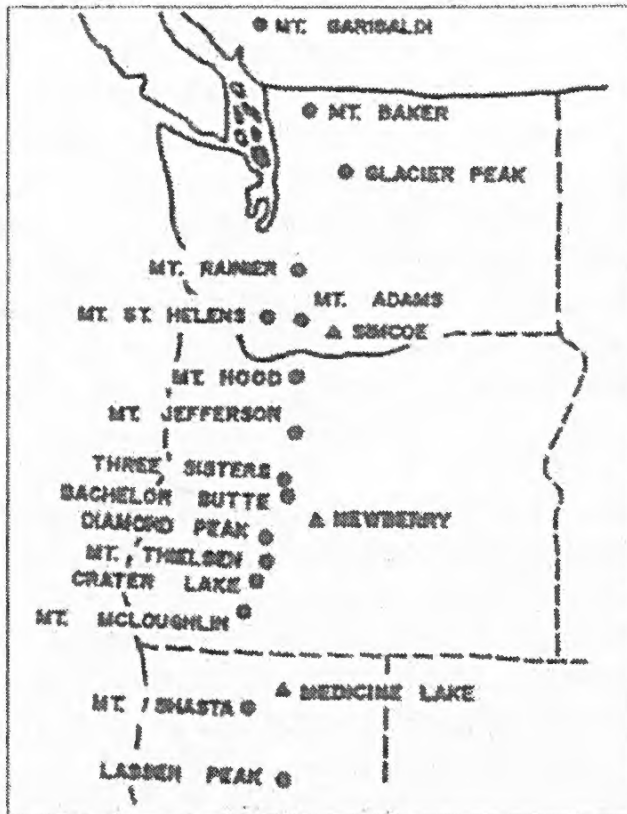 MT. GARIBALDI
MT. BAKER
GLACIER PEAK
MT. RAINIER
MT. ADAMS
MT. ST. HELENS
SIMCOE
MT. HOOD
MT. JEFFERSON
THREE SISTERS
BACHELOR BUTTE
NEWBERRY
DIAMOND PEAK
MT. THIELSEN
CRATER LAKE
MT. MCLOUGHLIN
MEDICINE LAKE
MT. SHASTA
LASSEN PEAK